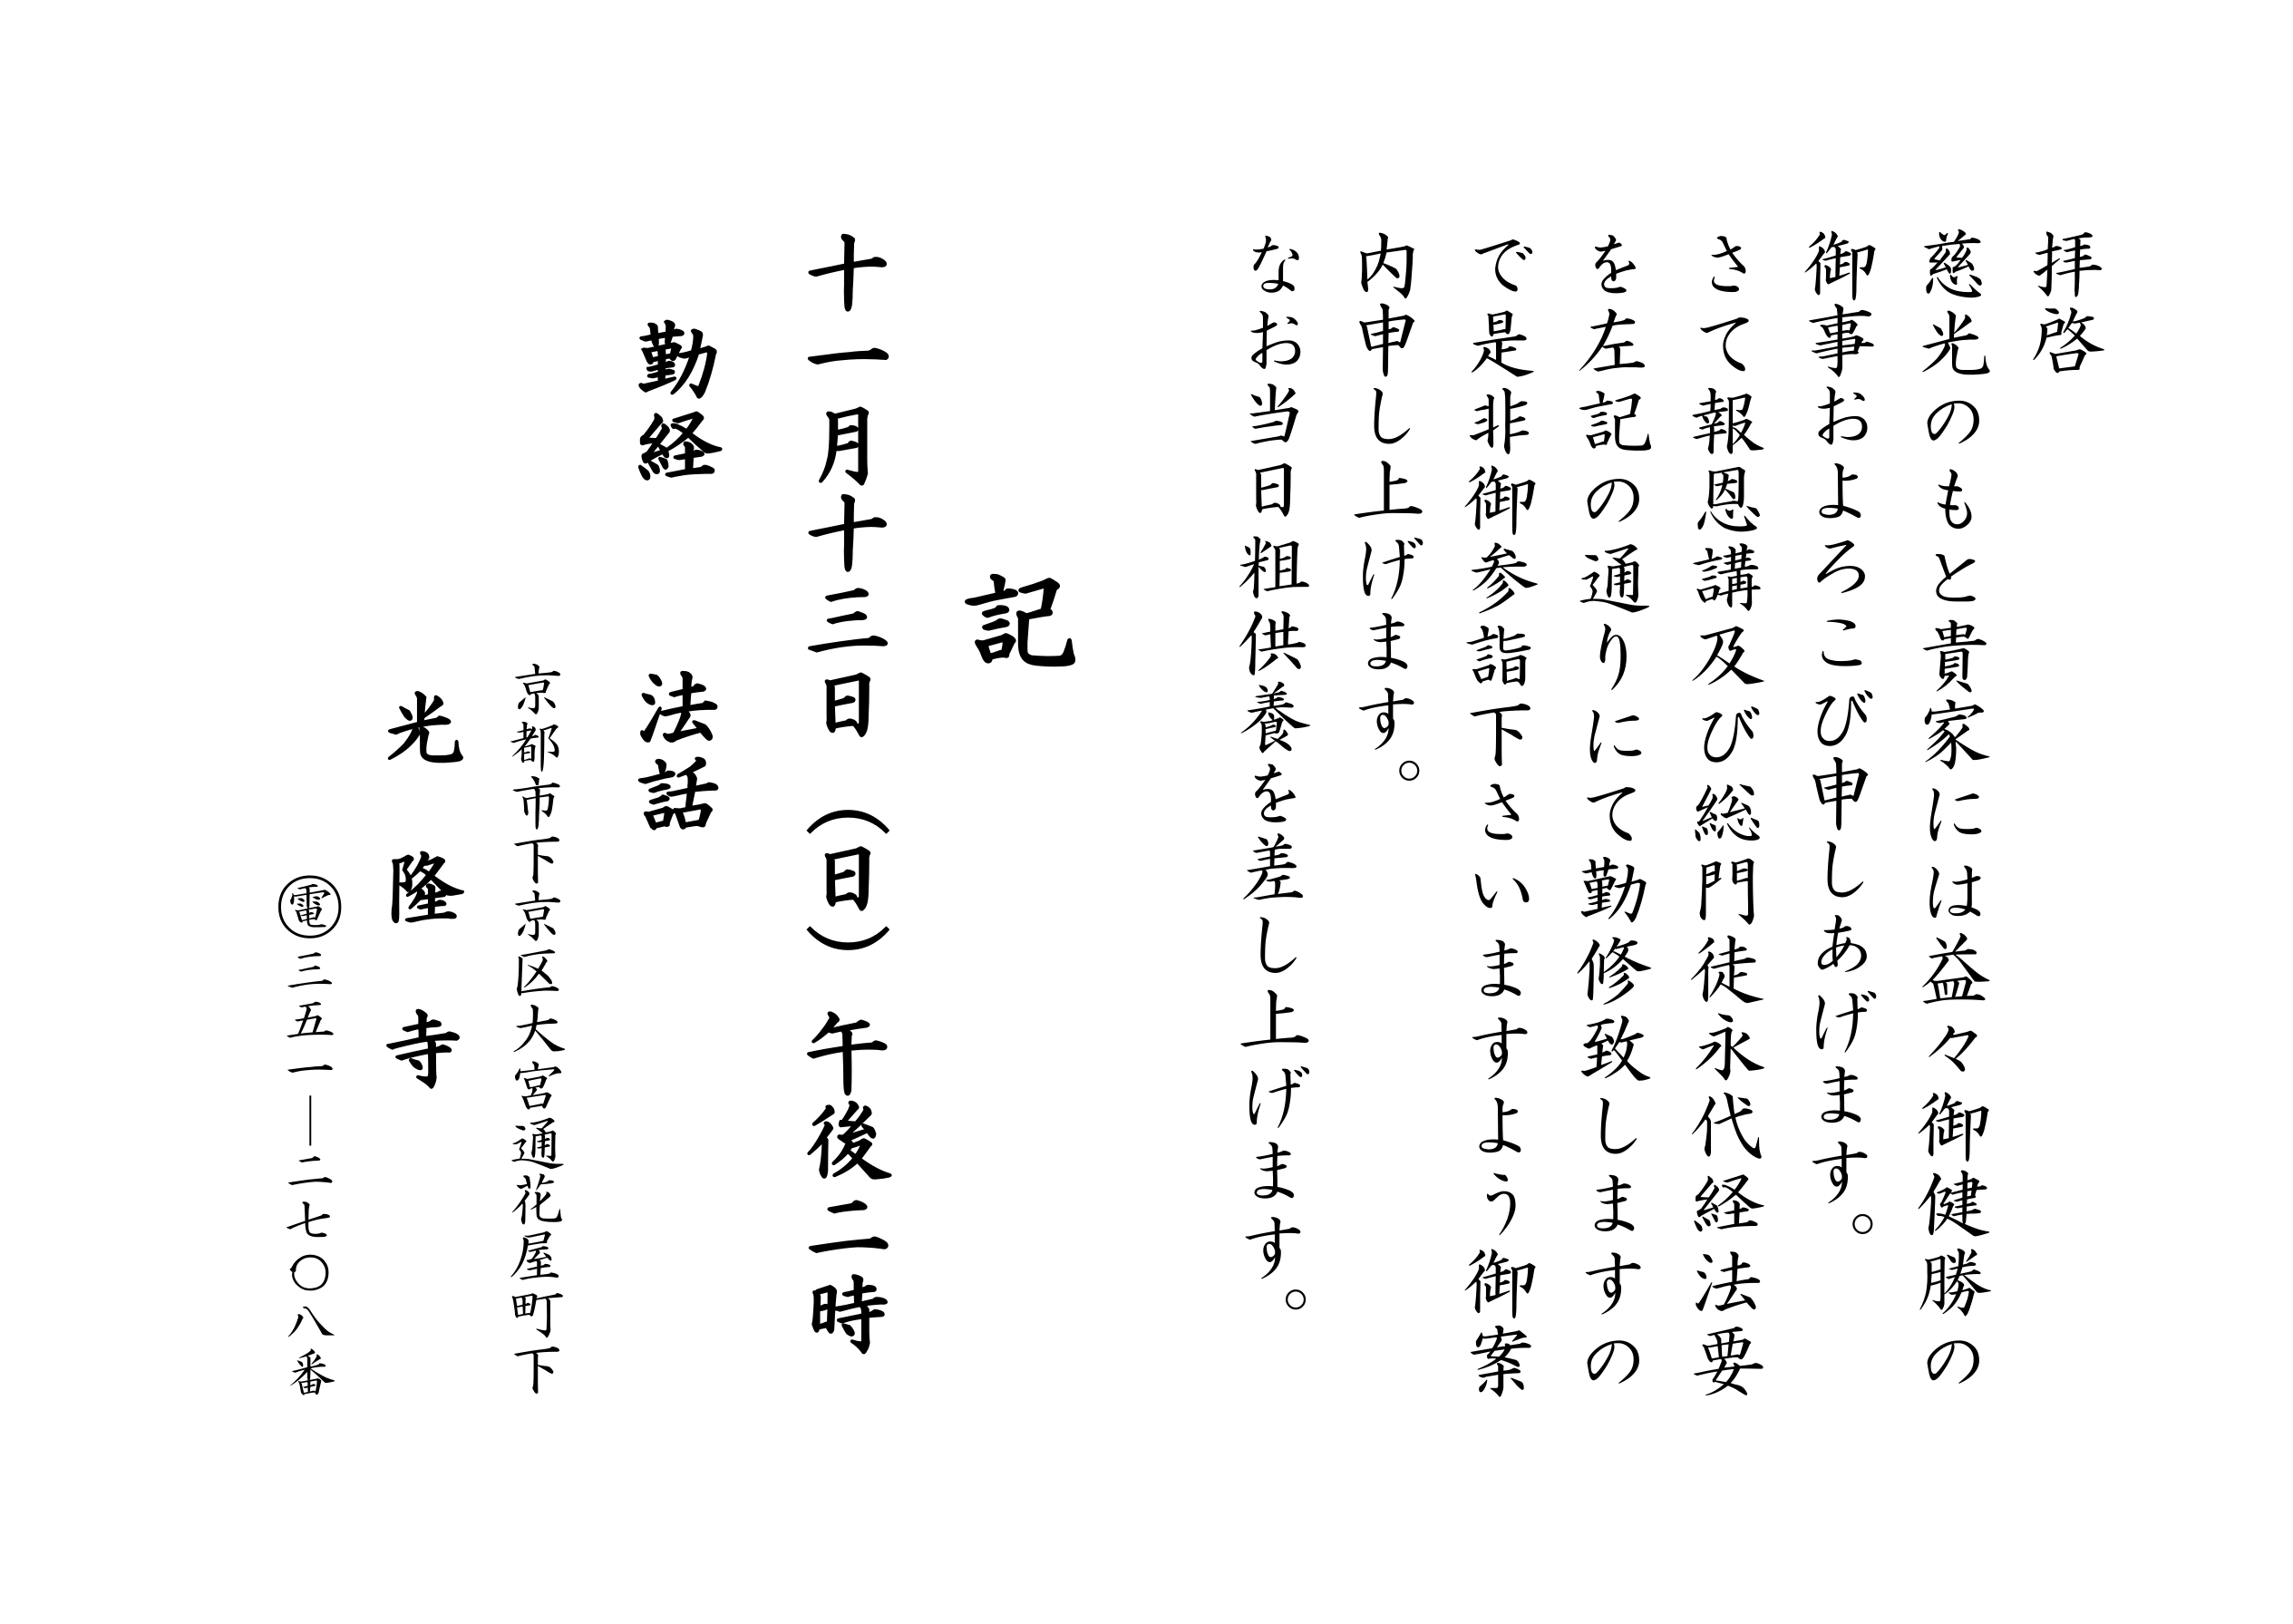 拝啓
慈光のもと貴家には益々御健勝の
御事およろこび申しあげます。
さて報恩講及び総門徒永代経法要
を左記の通りにて勤修致しますの
で是非御参詣下さいますよう御案
内申し上げます。
なお当日粗供養を差し上げます。
記
十一月十三日（日）午後二時
勤経 法話
京都市下京区大宮通花屋町下
光隆寺
電三五一―二七〇八番